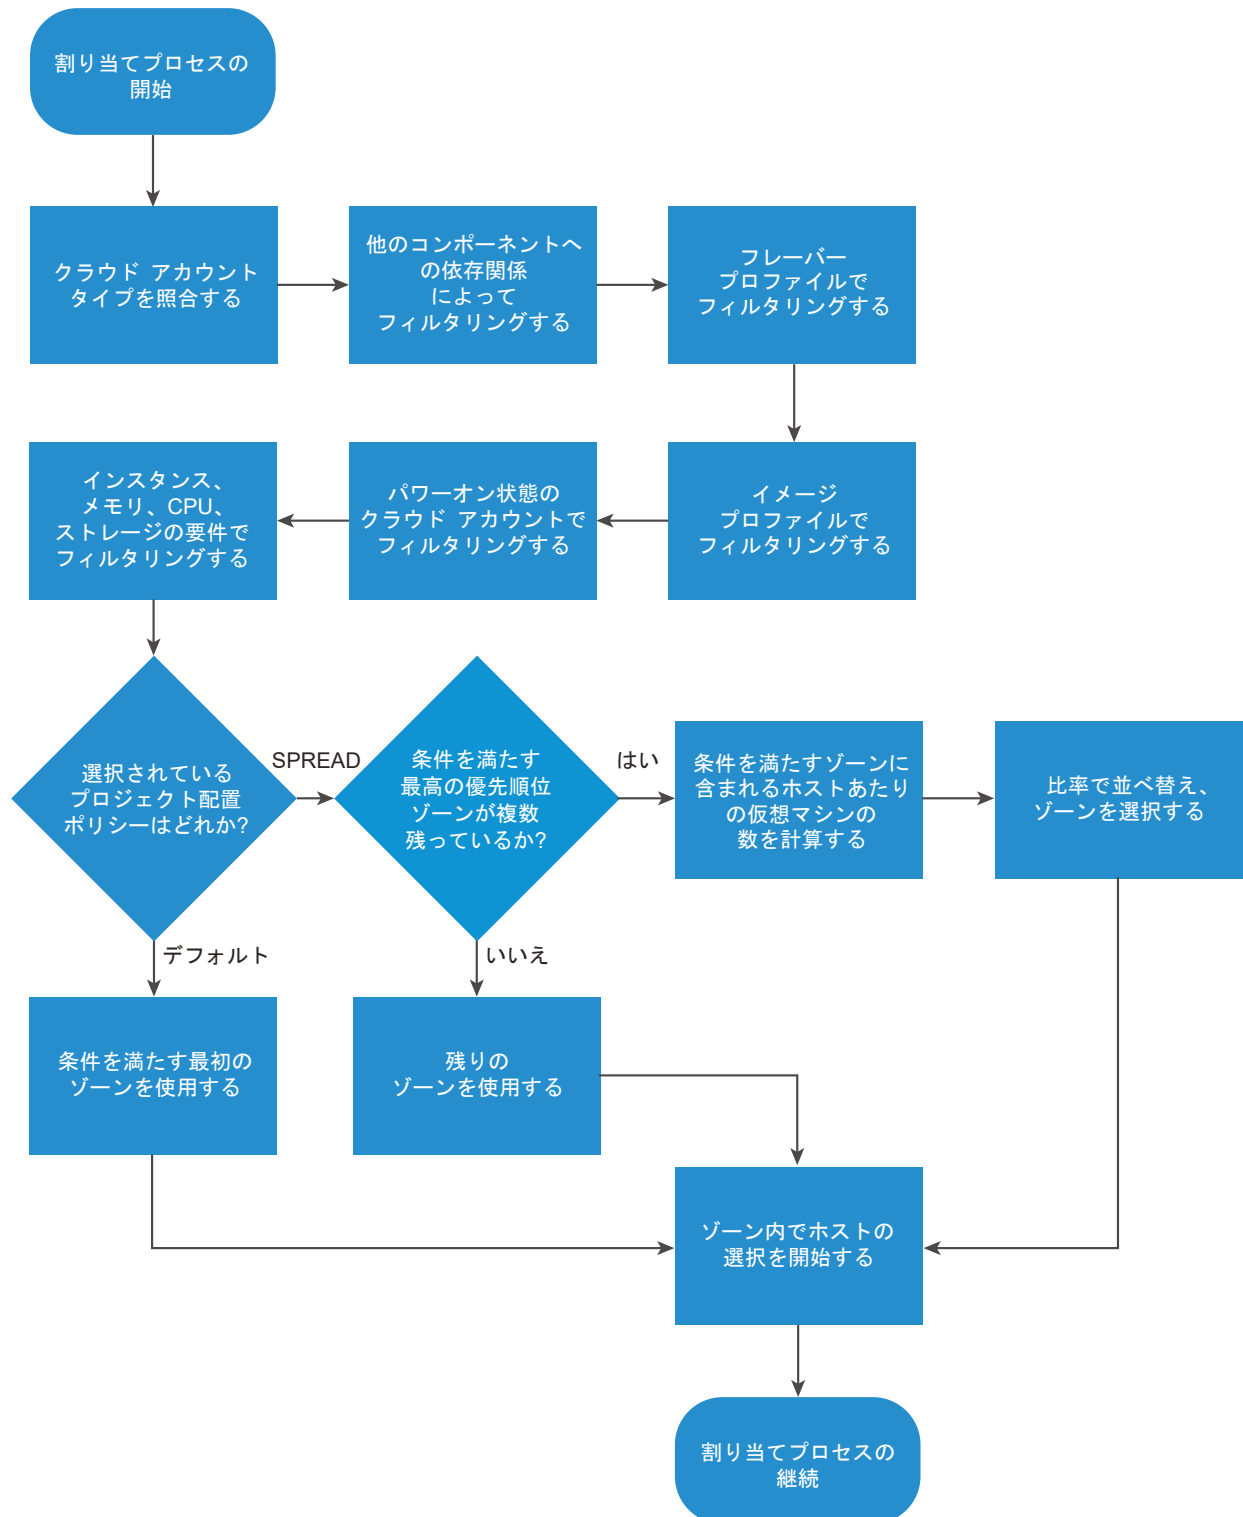 割り当てプロセスの
開始
クラウド アカウント
タイプを照合する
他のコンポーネントへ
の依存関係
によって
フィルタリングする
フレーバー
プロファイルで
フィルタリングする
インスタンス、
メモリ、CPU、
ストレージの要件で
フィルタリングする
パワーオン状態の
クラウド アカウントで
フィルタリングする
イメージ
プロファイルで
フィルタリングする
選択されている
プロジェクト配置
ポリシーはどれか?
SPREAD
条件を満たす
最高の優先順位
ゾーンが複数
残っているか?
はい
条件を満たすゾーンに
含まれるホストあたり
の仮想マシンの
数を計算する
比率で並べ替え、
ゾーンを選択する
デフォルト
いいえ
条件を満たす最初の
ゾーンを使用する
残りの
ゾーンを使用する
ゾーン内でホストの
選択を開始する
割り当てプロセスの
継続